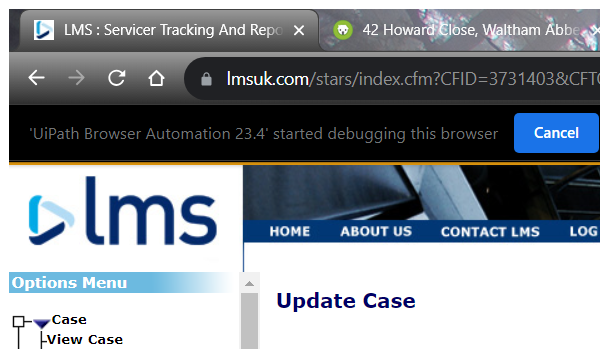 LMS : Servicer Tracking And Repo
42 Howard Close, Waltham Abbe
lmsuk.com/stars/index.cfm?CFID=3731403&CFT
'UiPath Browser Automation 23.4' started debugging this browser
Cancel
lms
HOME ABOUT US CONTACT LMS LOG
Options Menu
Update Case
Case
View Case